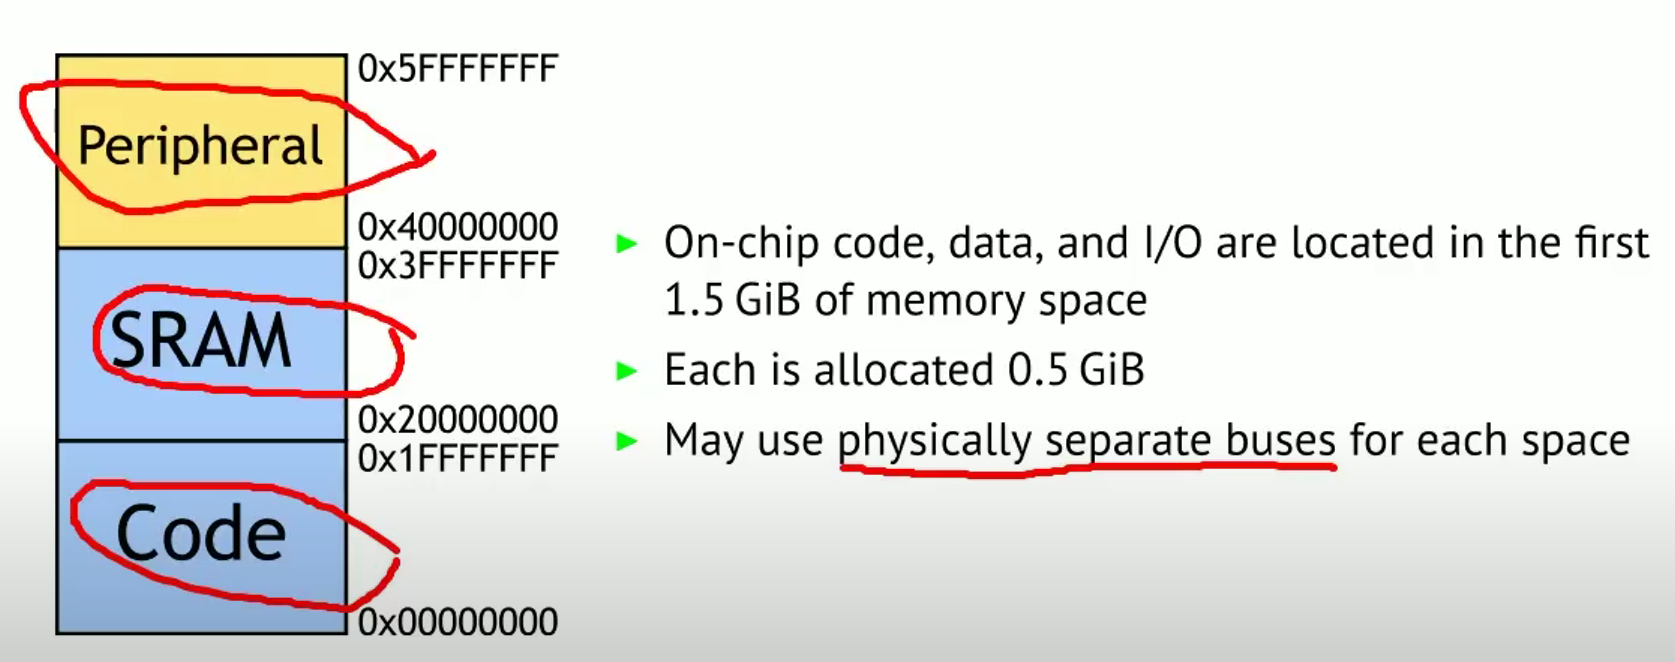 0x5FFFFFFF
Peripheral
0x40000000
0x3FFFFFFF
SRAM
0x20000000
0x1FFFFFFF
Code
0x00000000
On-chip code, data, and I/O are located in the first
1.5 GiB of memory space
Each is allocated 0.5 GiB
May use physically separate buses for each space